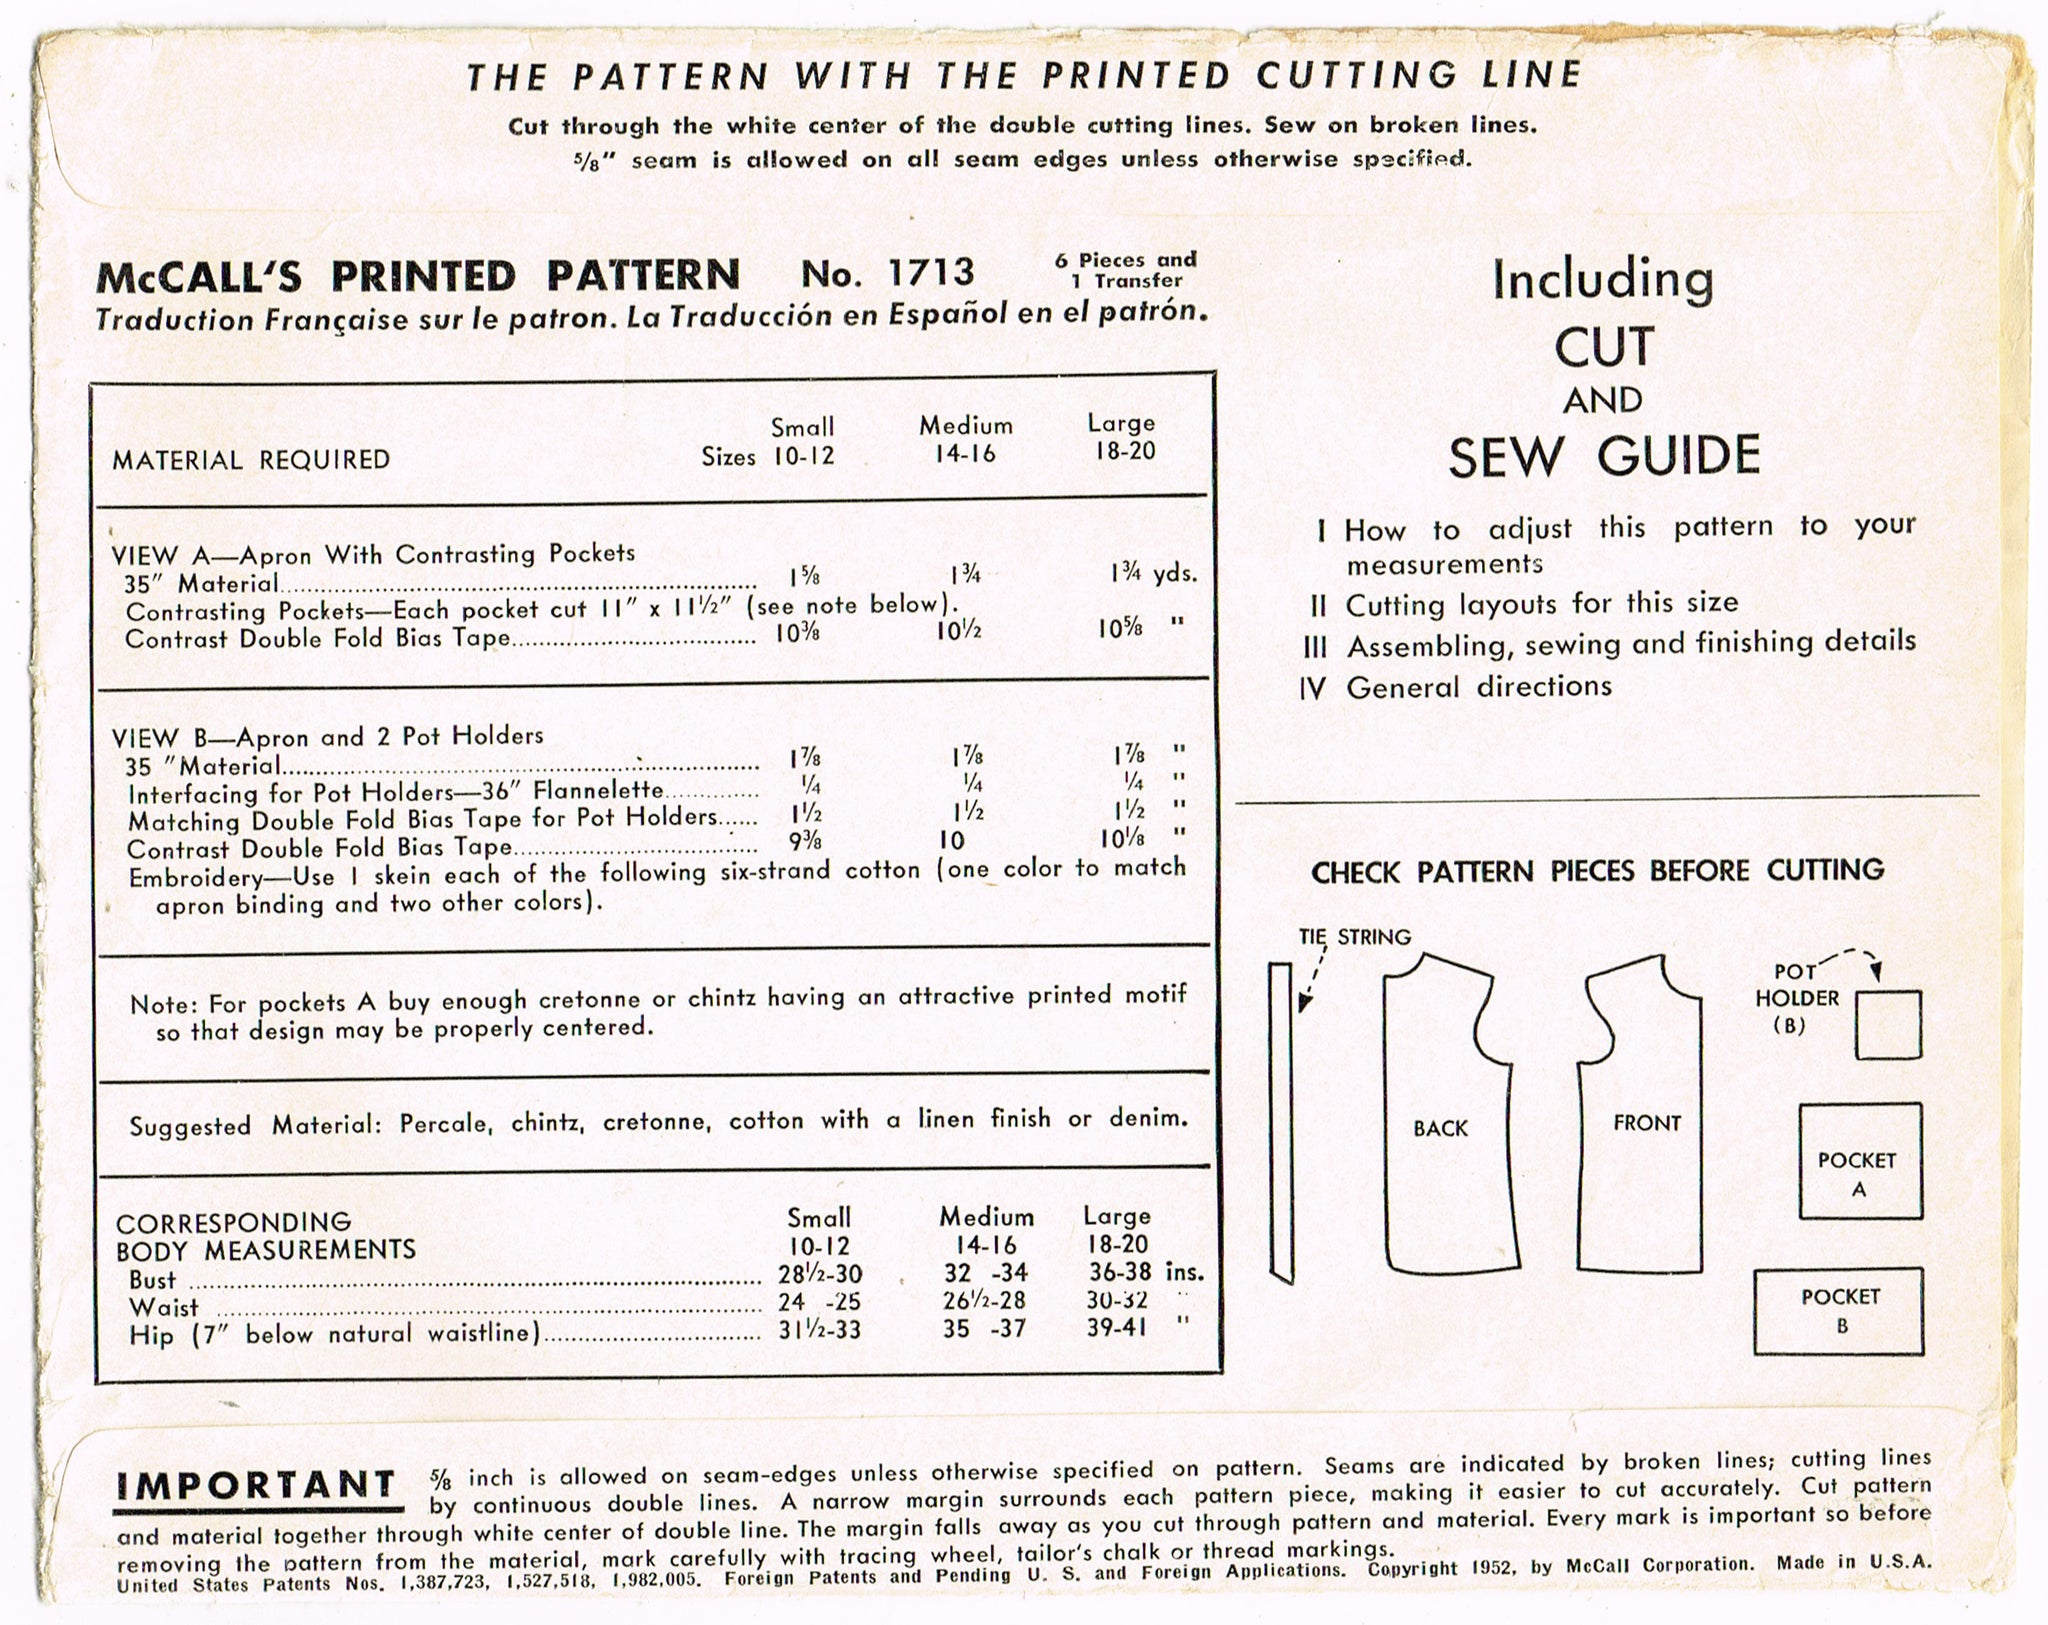 THE PATTERN WITH THE PRINTED CUTTING LINE
Cut through the white center of the double cutting lines. Sew on broken lines.
5/8" seam is allowed on all seam edges unless otherwise specified.
McCALL'S PRINTED PATTERN No. 1713 6 Pieces and 1 Transfer
Traduction Française sur le patron. La Traducción en Español en el patrón.
Small Medium Large
MATERIAL REQUIRED Sizes 10-12 14-16 18-20
VIEW A—Apron With Contrasting Pockets
35" Material 1 5/8 1 3/4 1 3/4 yds.
Contrasting Pockets—Each pocket cut 11" x 11 1/2" (see note below).
Contrast Double Fold Bias Tape 10 3/8 10 1/2 10 5/8 "
VIEW B—Apron and 2 Pot Holders
35 "Material 1 7/8 1 7/8 1 7/8 "
Interfacing for Pot Holders—36" Flannelette 1/4 1/4 1/4 "
Matching Double Fold Bias Tape for Pot Holders 1 1/2 1 1/2 1 1/2 "
Contrast Double Fold Bias Tape 9 3/8 10 10 1/8 "
Embroidery—Use 1 skein each of the following six-strand cotton (one color to match
apron binding and two other colors).
Note: For pockets A buy enough cretonne or chintz having an attractive printed motif
so that design may be properly centered.
Suggested Material: Percale, chintz, cretonne, cotton with a linen finish or denim.
CORRESPONDING Small Medium Large
BODY MEASUREMENTS 10-12 14-16 18-20
Bust 28 1/2-30 32 -34 36-38 ins.
Waist 24 -25 26 1/2-28 30-32 "
Hip (7" below natural waistline) 31 1/2-33 35 -37 39-41 "
Including
CUT
AND
SEW GUIDE
I How to adjust this pattern to your
measurements
II Cutting layouts for this size
III Assembling, sewing and finishing details
IV General directions
CHECK PATTERN PIECES BEFORE CUTTING
TIE STRING
BACK
FRONT
POT
HOLDER
(B)
POCKET
A
POCKET
B
IMPORTANT 5/8 inch is allowed on seam-edges unless otherwise specified on pattern. Seams are indicated by broken lines; cutting lines
by continuous double lines. A narrow margin surrounds each pattern piece, making it easier to cut accurately. Cut pattern
and material together through white center of double line. The margin falls away as you cut through pattern and material. Every mark is important so before
removing the pattern from the material, mark carefully with tracing wheel, tailor's chalk or thread markings.
United States Patents Nos. 1,387,723, 1,527,518, 1,982,005. Foreign Patents and Pending U. S. and Foreign Applications. Copyright 1952, by McCall Corporation. Made in U.S.A.